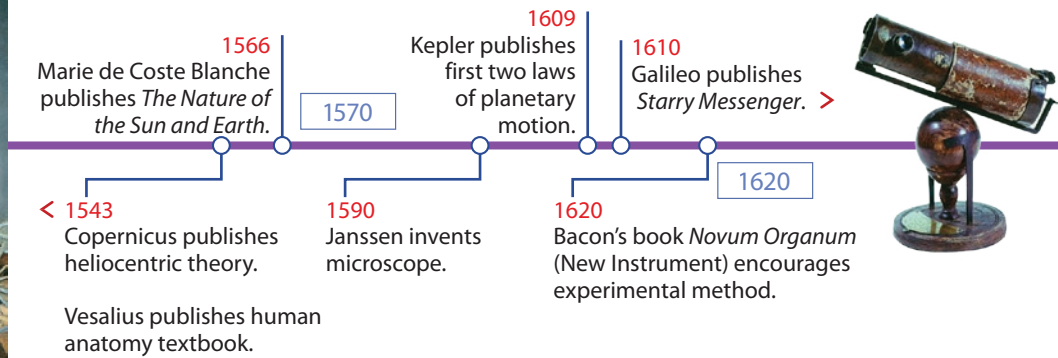 1566
Marie de Coste Blanche
publishes The Nature of
the Sun and Earth.
1570
1609
Kepler publishes
first two laws
of planetary
motion.
1610
Galileo publishes
Starry Messenger. >
< 1543
Copernicus publishes
heliocentric theory.
Vesalius publishes human
anatomy textbook.
1590
Janssen invents
microscope.
1620
Bacon’s book Novum Organum
(New Instrument) encourages
experimental method.
1620